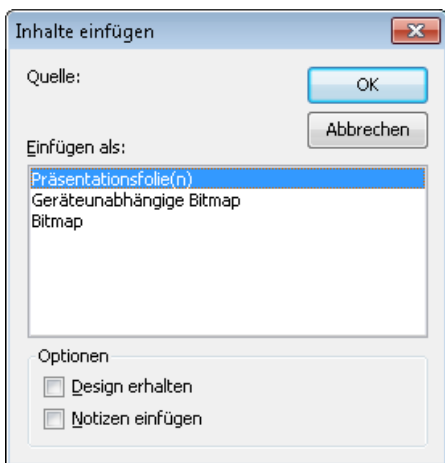 Inhalte einfügen
Quelle:
OK
Abbrechen
Einfügen als:
Präsentationsfolie(n)
Geräteunabhängige Bitmap
Bitmap
Optionen
Design erhalten
Notizen einfügen